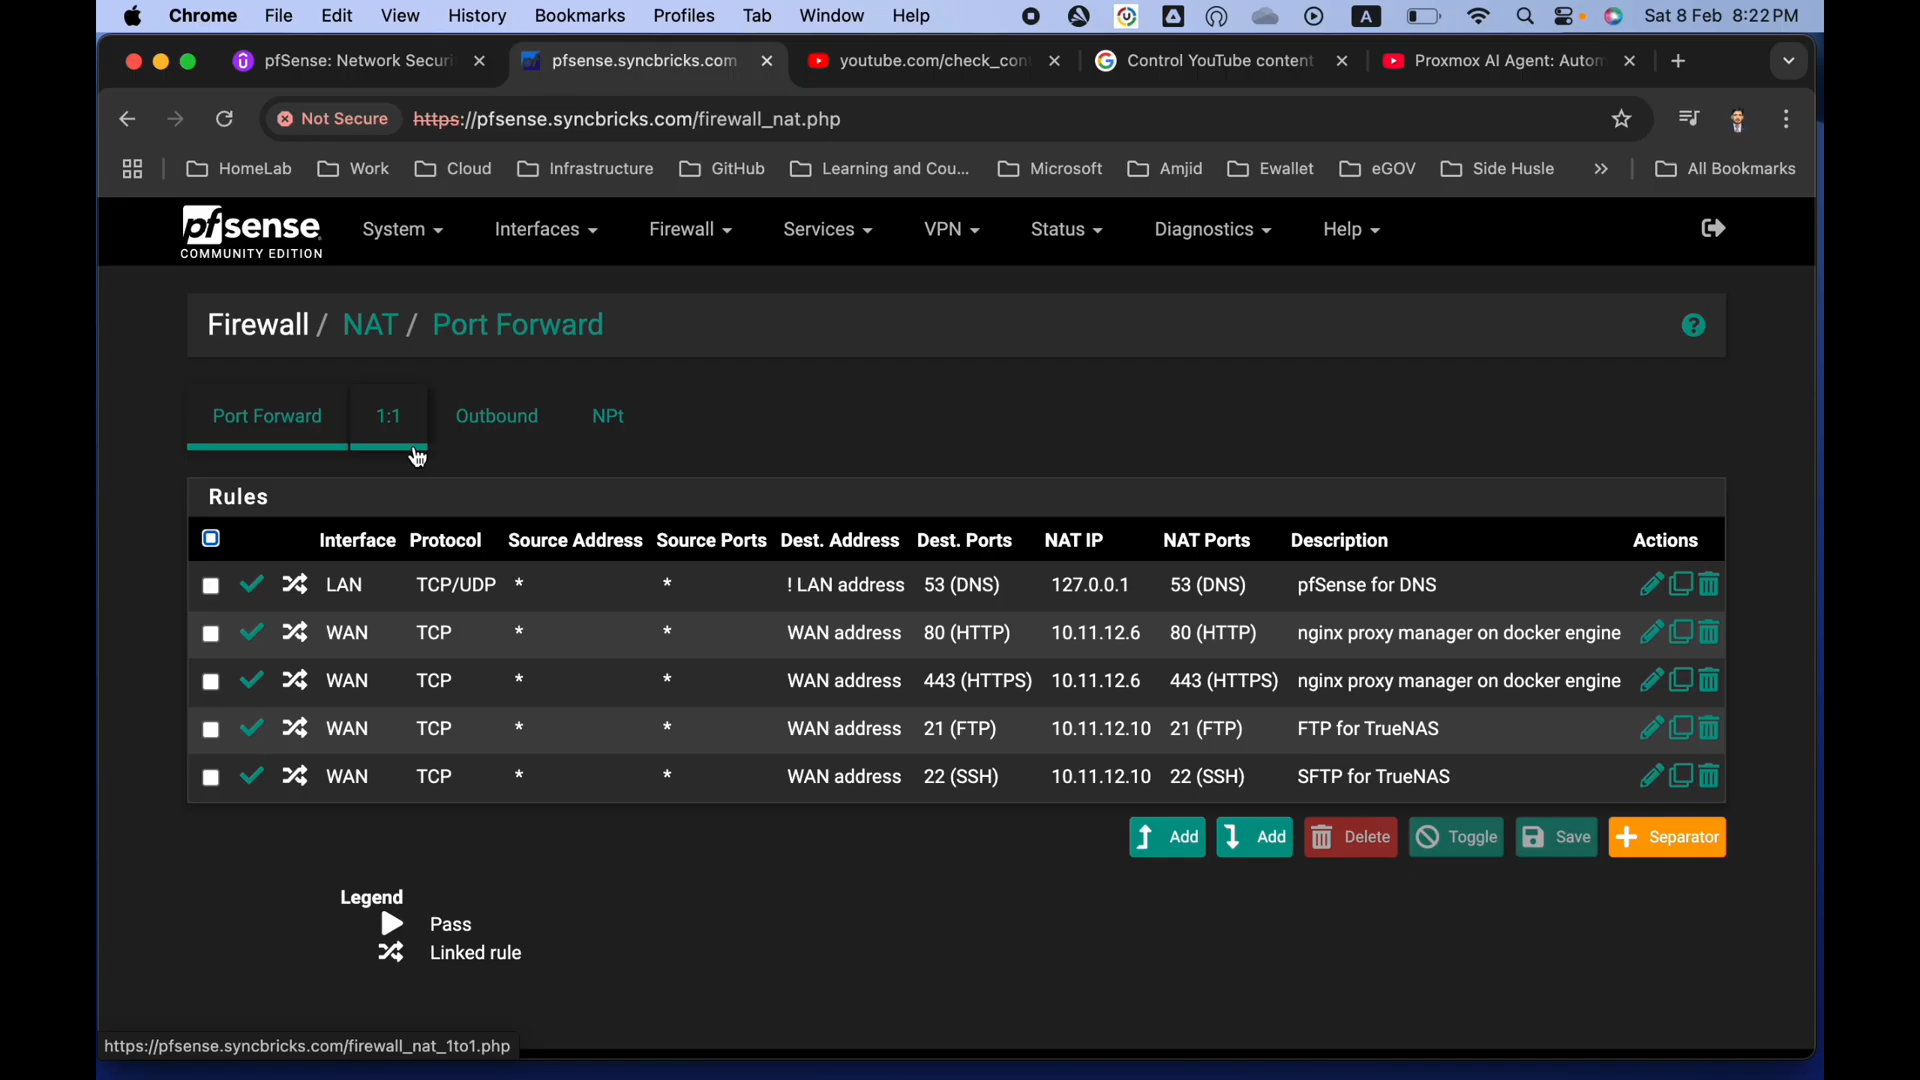 Chrome File Edit View History Bookmarks Profiles Tab Window Help A Sat 8 Feb 8:22 PM
pfSense: Network Securi pfsense.syncbricks.com youtube.com/check_con Control YouTube content Proxmox AI Agent: Autom
Not Secure https://pfsense.syncbricks.com/firewall_nat.php
HomeLab Work Cloud Infrastructure GitHub Learning and Cou... Microsoft Amjid Ewallet eGOV Side Husle » All Bookmarks
pfsense System Interfaces Firewall Services VPN Status Diagnostics Help
COMMUNITY EDITION
Firewall / NAT / Port Forward ?
Port Forward 1:1 Outbound NPt
Rules
Interface Protocol Source Address Source Ports Dest. Address Dest. Ports NAT IP NAT Ports Description Actions
LAN TCP/UDP * * ! LAN address 53 (DNS) 127.0.0.1 53 (DNS) pfSense for DNS
WAN TCP * * WAN address 80 (HTTP) 10.11.12.6 80 (HTTP) nginx proxy manager on docker engine
WAN TCP * * WAN address 443 (HTTPS) 10.11.12.6 443 (HTTPS) nginx proxy manager on docker engine
WAN TCP * * WAN address 21 (FTP) 10.11.12.10 21 (FTP) FTP for TrueNAS
WAN TCP * * WAN address 22 (SSH) 10.11.12.10 22 (SSH) SFTP for TrueNAS
Add Add Delete Toggle Save Separator
Legend
Pass
Linked rule
https://pfsense.syncbricks.com/firewall_nat_1to1.php